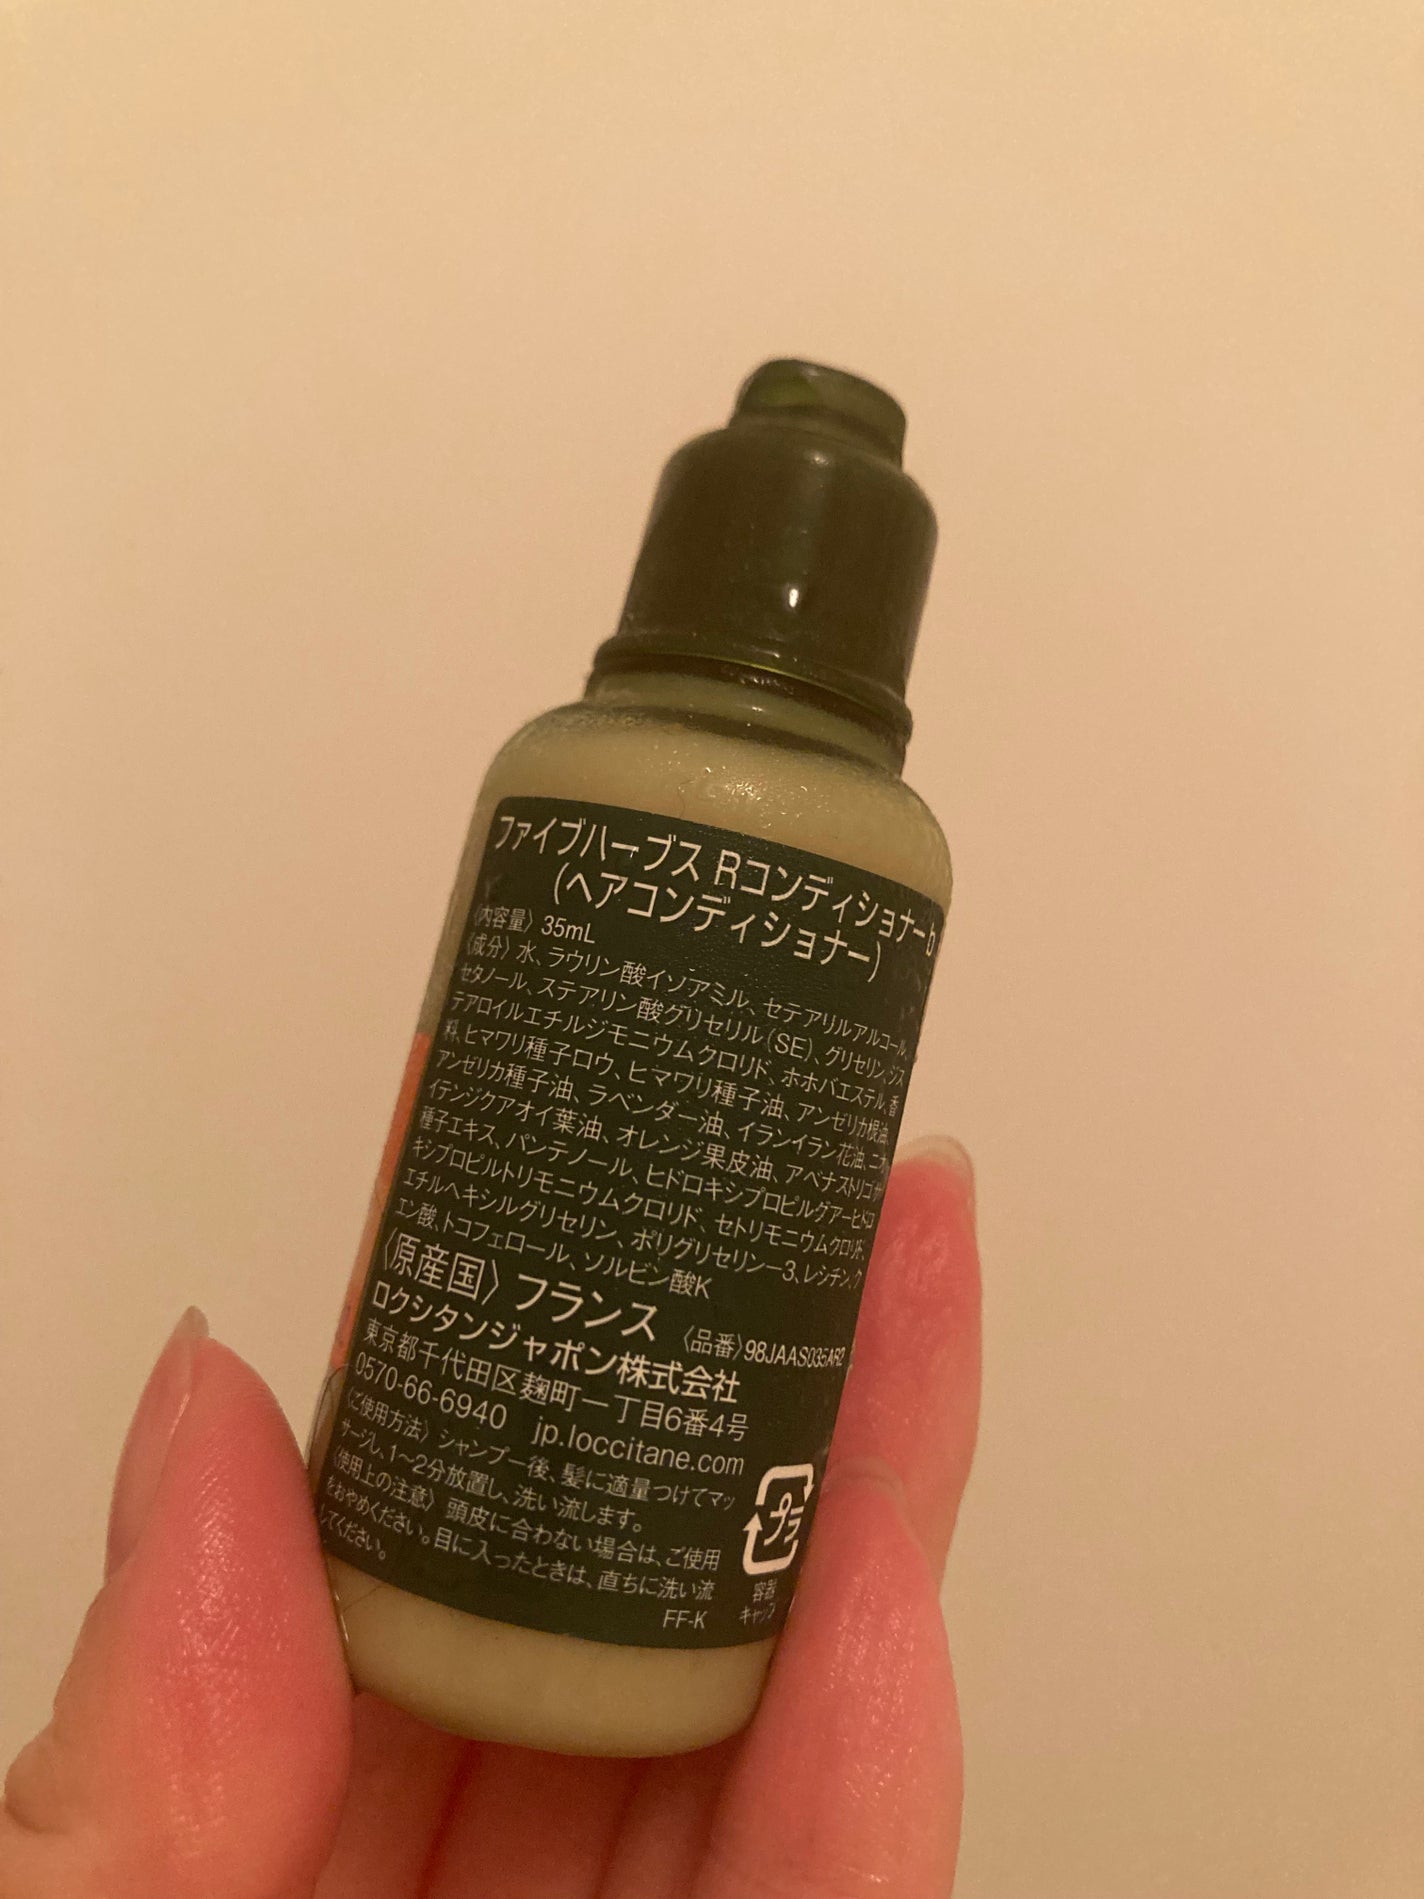 ファイブハーブス Rコンディショナー b
(ヘアコンディショナー)
〈内容量〉 35mL
〈成分〉 水、ラウリン酸イソアミル、セテアリルアルコール、
セタノール、ステアリン酸グリセリル(SE)、グリセリン、ジス
テアロイルエチルジモニウムクロリド、ホホバエステル、香
料、ヒマワリ種子ロウ、ヒマワリ種子油、アンゼリカ根油、
アンゼリカ種子油、ラベンダー油、イランイラン花油、ニオ
イテンジクアオイ葉油、オレンジ果皮油、アベナストリゴサ
種子エキス、パンテノール、ヒドロキシプロピルグアーヒドロ
キシプロピルトリモニウムクロリド、セトリモニウムクロリド、
エチルヘキシルグリセリン、ポリグリセリン-3、レシチン、ク
エン酸、トコフェロール、ソルビン酸K
〈原産国〉 フランス 〈品番〉98JAAS035AR2
ロクシタンジャポン株式会社
東京都千代田区麹町一丁目6番4号
0570-66-6940 jp.loccitane.com
〈ご使用方法〉 シャンプー後、髪に適量つけてマッ
サージし、1〜2分放置し、洗い流します。
〈使用上の注意〉 頭皮に合わない場合は、ご使用
をおやめください。目に入ったときは、直ちに洗い流
してください。
FF-K
プラ
容器
キャップ